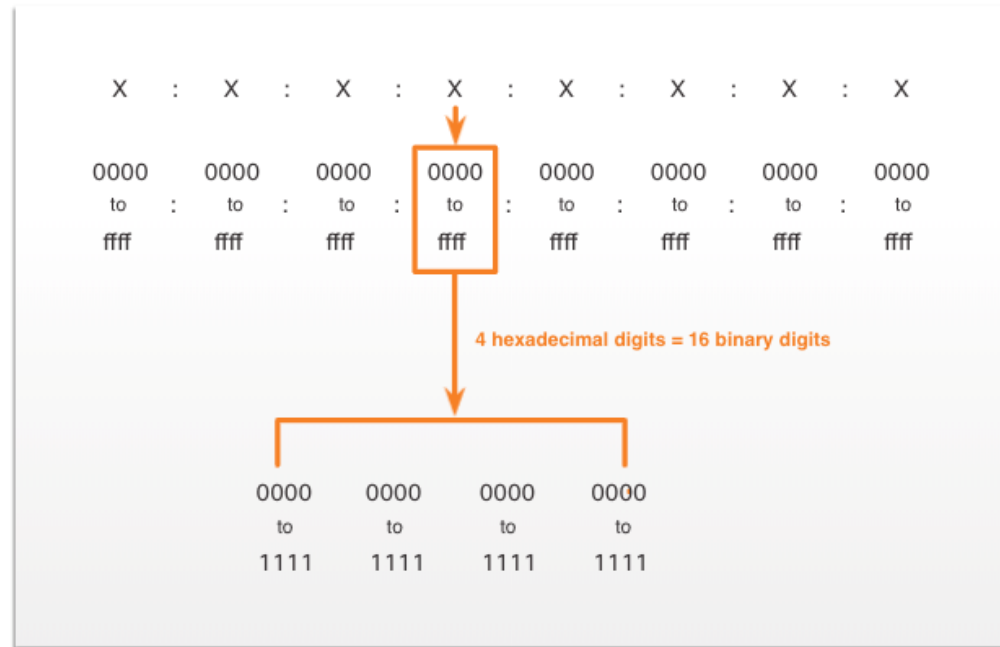 X : X : X : X : X : X : X : X
0000 0000 0000 0000 0000 0000 0000 0000
to : to : to : to : to : to : to : to
ffff ffff ffff ffff ffff ffff ffff ffff
4 hexadecimal digits = 16 binary digits
0000 0000 0000 0000
to to to to
1111 1111 1111 1111